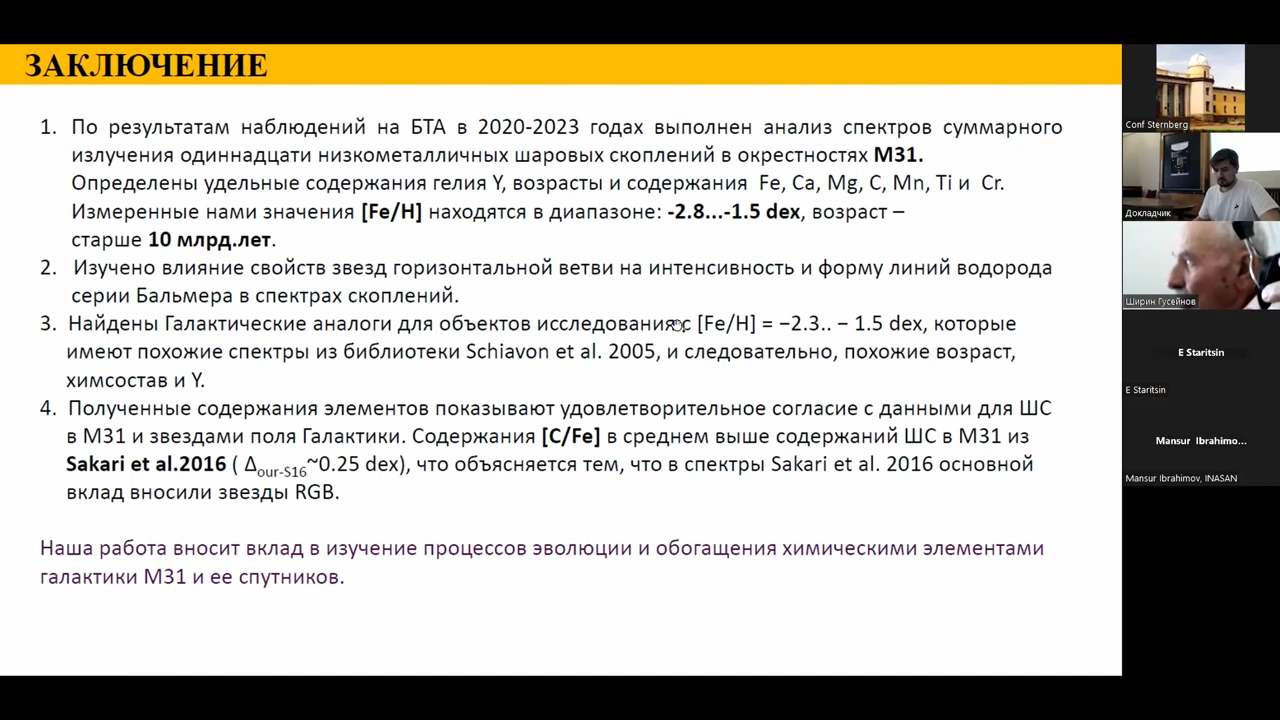 ЗАКЛЮЧЕНИЕ
1. По результатам наблюдений на БТА в 2020-2023 годах выполнен анализ спектров суммарного
излучения одиннадцати низкометалличных шаровых скоплений в окрестностях М31.
Определены удельные содержания гелия Y, возрасты и содержания Fe, Ca, Mg, C, Mn, Ti и Cr.
Измеренные нами значения [Fe/H] находятся в диапазоне: -2.8...-1.5 dex, возраст –
старше 10 млрд.лет.
2. Изучено влияние свойств звезд горизонтальной ветви на интенсивность и форму линий водорода
серии Бальмера в спектрах скоплений.
3. Найдены Галактические аналоги для объектов исследования с [Fe/H] = −2.3.. − 1.5 dex, которые
имеют похожие спектры из библиотеки Schiavon et al. 2005, и следовательно, похожие возраст,
химсостав и Y.
4. Полученные содержания элементов показывают удовлетворительное согласие с данными для ШС
в М31 и звездами поля Галактики. Содержания [C/Fe] в среднем выше содержаний ШС в М31 из
Sakari et al.2016 ( Δour-S16~0.25 dex), что объясняется тем, что в спектры Sakari et al. 2016 основной
вклад вносили звезды RGB.
Наша работа вносит вклад в изучение процессов эволюции и обогащения химическими элементами
галактики М31 и ее спутников.
Conf Sternberg
Докладчик
Ширин Гусейнов
E Staritsin
E Staritsin
Mansur Ibrahimo...
Mansur Ibrahimov, INASAN